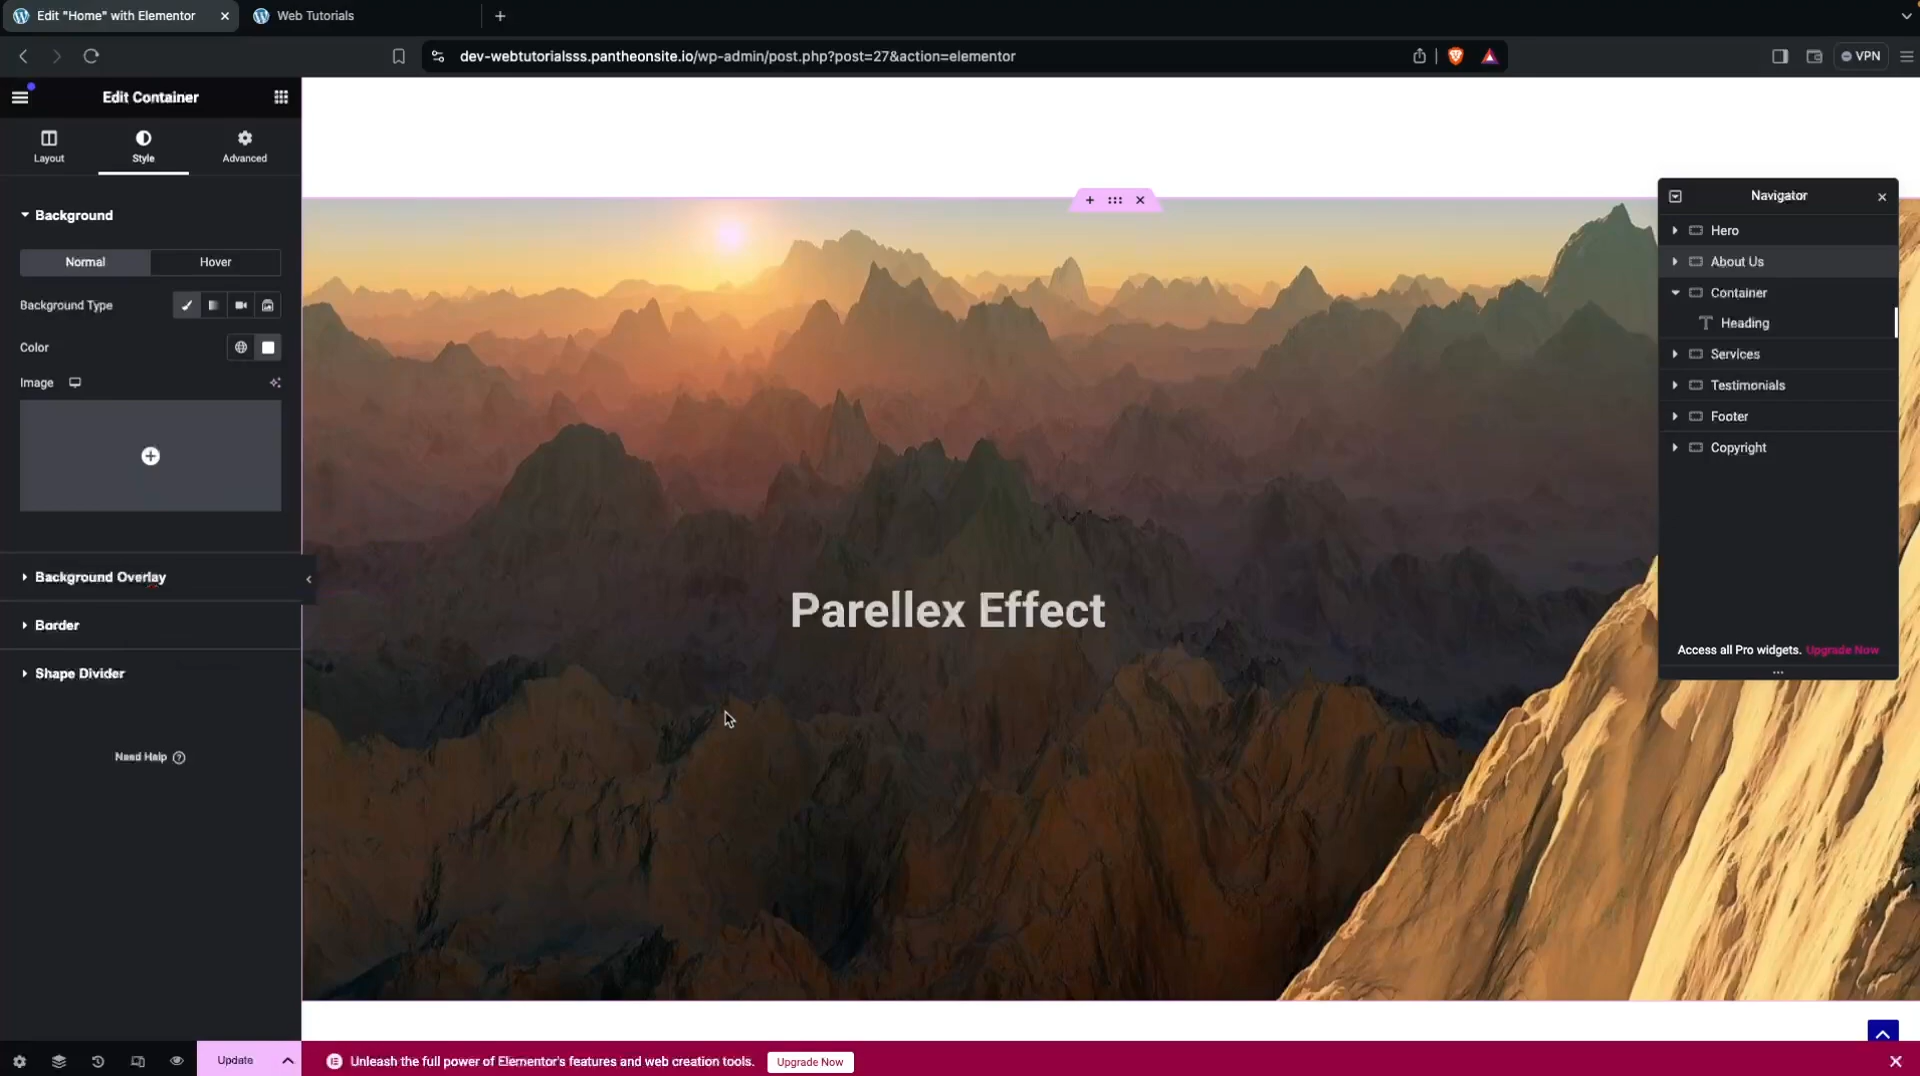 Edit "Home" with Elementor
Web Tutorials
dev-webtutorialsss.pantheonsite.io/wp-admin/post.php?post=27&action=elementor
VPN
Edit Container
Layout
Style
Advanced
Background
Normal
Hover
Background Type
Color
Image
Background Overlay
Border
Shape Divider
Need Help
Parellex Effect
Navigator
Hero
About Us
Container
Heading
Services
Testimonials
Footer
Copyright
Access all Pro widgets. Upgrade Now
Update
Unleash the full power of Elementor's features and web creation tools.
Upgrade Now